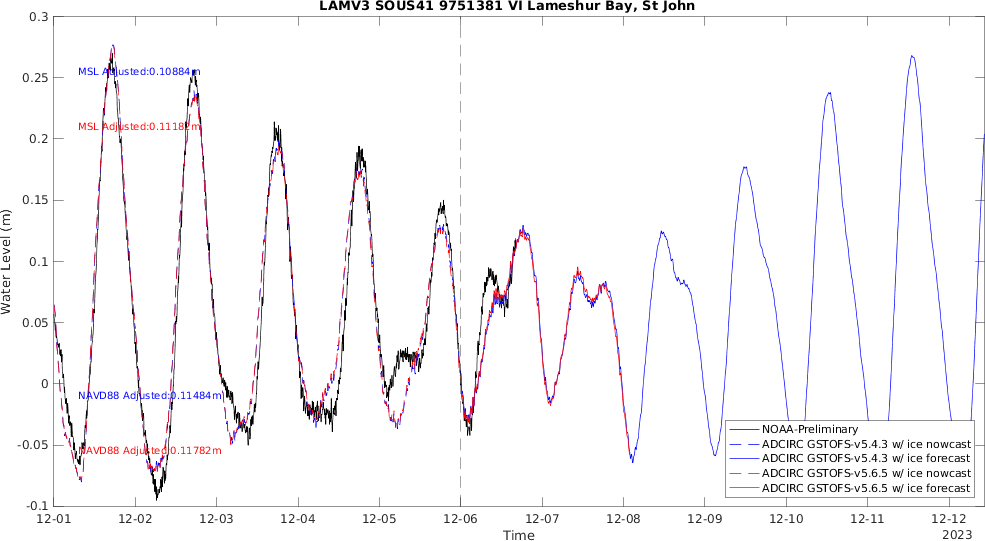 LAMV3 SOUS41 9751381 VI Lameshur Bay, St John
0.3
0.25
0.2
0.15
0.1
0.05
0
-0.05
-0.1
Water Level (m)
MSL Adjusted:0.10884m
MSL Adjusted:0.11182m
NAVD88 Adjusted:0.11484m
NAVD88 Adjusted:0.11782m
NOAA-Preliminary
ADCIRC GSTOFS-v5.4.3 w/ ice nowcast
ADCIRC GSTOFS-v5.4.3 w/ ice forecast
ADCIRC GSTOFS-v5.6.5 w/ ice nowcast
ADCIRC GSTOFS-v5.6.5 w/ ice forecast
12-01 12-02 12-03 12-04 12-05 12-06 12-07 12-08 12-09 12-10 12-11 12-12
Time
2023